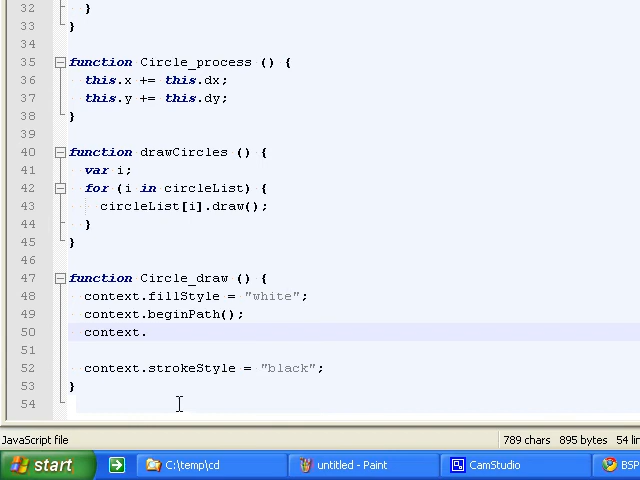 32
33 }
34
35 function Circle_process () {
36 this.x += this.dx;
37 this.y += this.dy;
38 }
39
40 function drawCircles () {
41 var i;
42 for (i in circleList) {
43 circleList[i].draw();
44 }
45 }
46
47 function Circle_draw () {
48 context.fillStyle = "white";
49 context.beginPath();
50 context.
51
52 context.strokeStyle = "black";
53 }
54
JavaScript file 789 chars 895 bytes 54 lin
start C:\temp\cd untitled - Paint CamStudio BSP